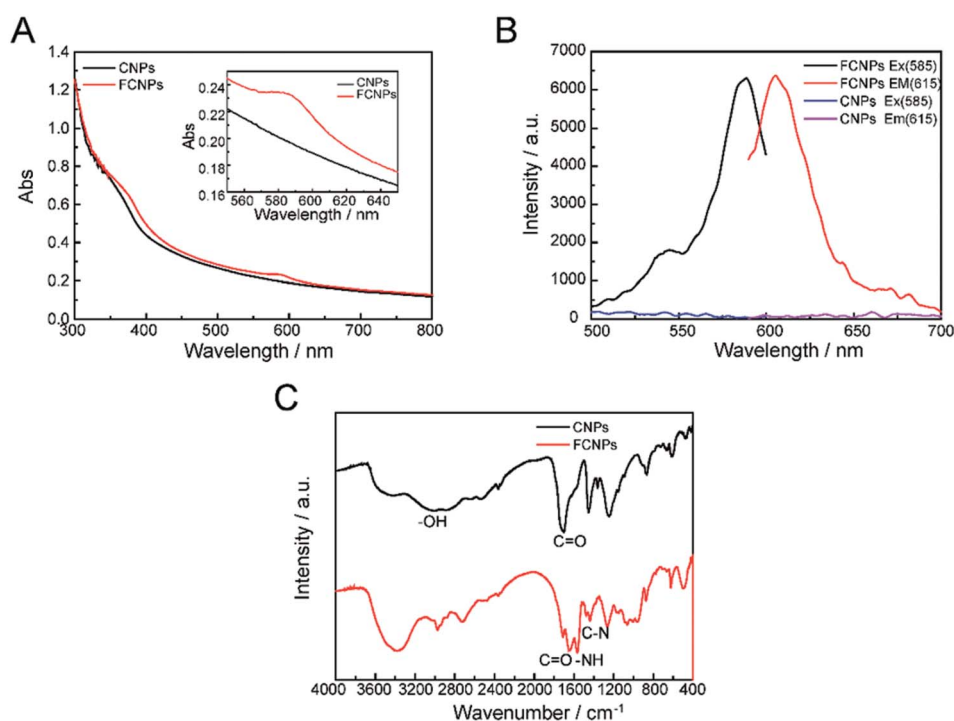 A
1.4
1.2
1.0
0.8
0.6
0.4
0.2
0.0
Abs
CNPs
FCNPs
300 400 500 600 700 800
Wavelength / nm
0.24
0.22
0.20
0.18
0.16
Abs
CNPs
FCNPs
560 580 600 620 640
Wavelength / nm
B
7000
6000
5000
4000
3000
2000
1000
0
Intensity / a.u.
FCNPs Ex(585)
FCNPs EM(615)
CNPs Ex(585)
CNPs Em(615)
500 550 600 650 700
Wavelength / nm
C
CNPs
FCNPs
Intensity / a.u.
-OH
C=O
C-N
C=O -NH
4000 3600 3200 2800 2400 2000 1600 1200 800 400
Wavenumber / cm⁻¹